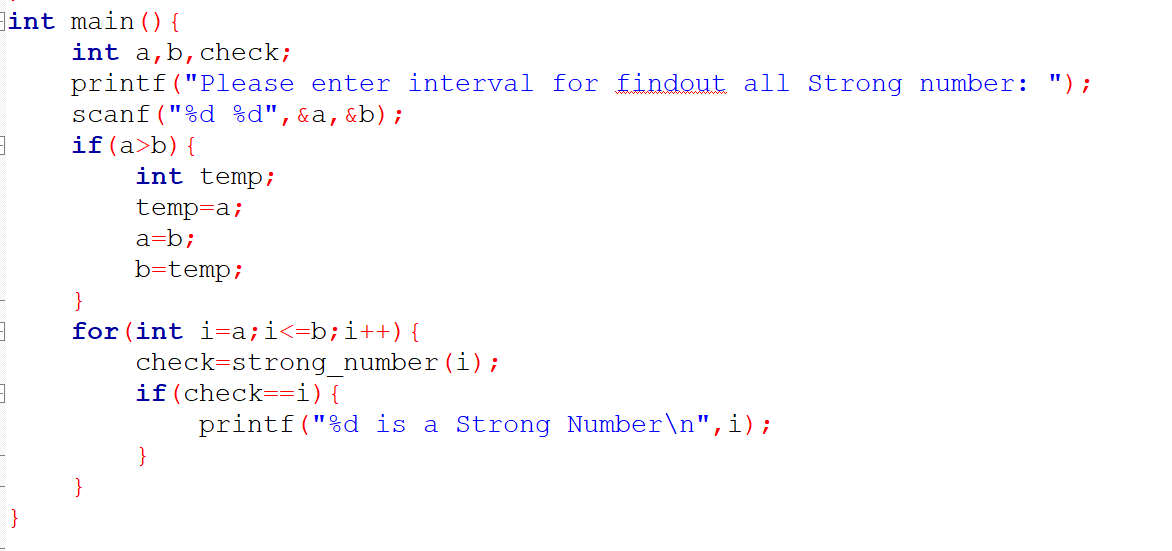 int main(){
    int a,b,check;
    printf("Please enter interval for findout all Strong number: ");
    scanf("%d %d",&a,&b);
    if(a>b){
        int temp;
        temp=a;
        a=b;
        b=temp;
    }
    for(int i=a;i<=b;i++){
        check=strong_number(i);
        if(check==i){
            printf("%d is a Strong Number\n",i);
        }
    }
}